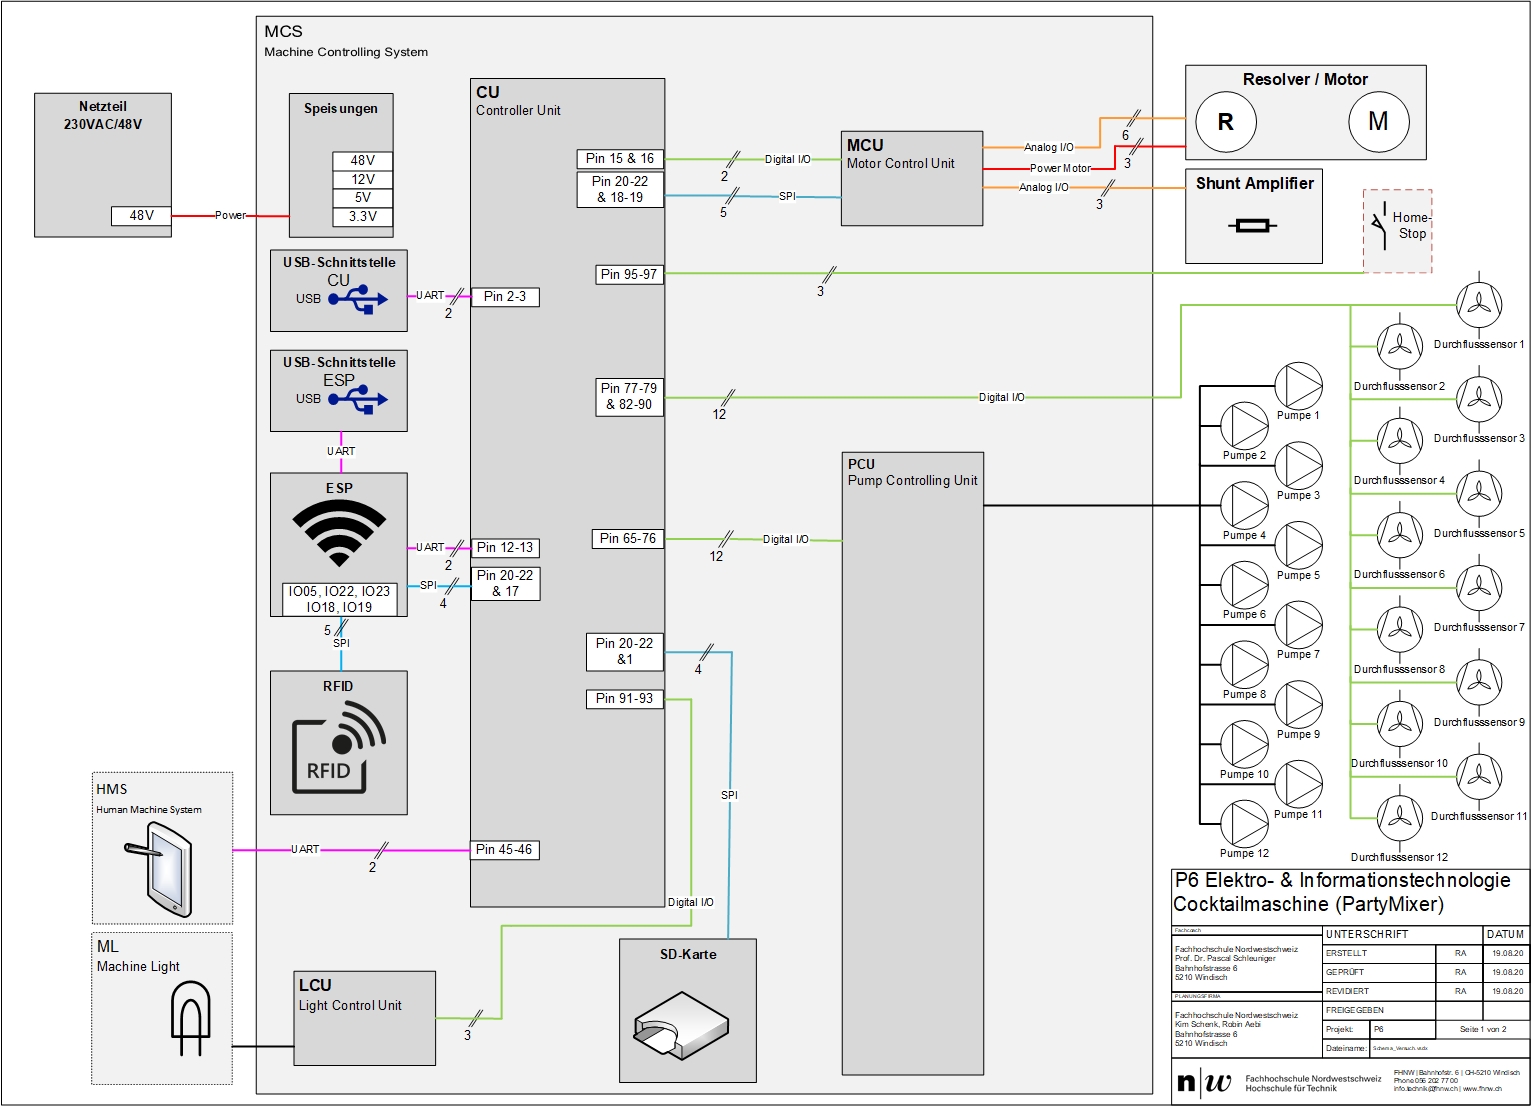 MCS
Machine Controlling System
Netzteil
230VAC/48V
48V
Power
Speisungen
48V
12V
5V
3.3V
USB-Schnittstelle
CU
USB
UART
2
Pin 2-3
USB-Schnittstelle
ESP
USB
UART
ESP
IO05, IO22, IO23
IO18, IO19
UART
2
Pin 12-13
SPI
4
Pin 20-22
& 17
5
SPI
RFID
RFID
HMS
Human Machine System
UART
2
Pin 45-46
ML
Machine Light
LCU
Light Control Unit
3
CU
Controller Unit
Pin 15 & 16
2
Digital I/O
Pin 20-22
& 18-19
5
SPI
Pin 95-97
3
Pin 77-79
& 82-90
12
Digital I/O
Pin 65-76
12
Digital I/O
Pin 20-22
&1
4
SPI
Pin 91-93
Digital I/O
SD-Karte
MCU
Motor Control Unit
Analog I/O
6
Power Motor
3
Analog I/O
3
PCU
Pump Controlling Unit
Resolver / Motor
R
M
Shunt Amplifier
Home-
Stop
Pumpe 1
Pumpe 2
Pumpe 3
Pumpe 4
Pumpe 5
Pumpe 6
Pumpe 7
Pumpe 8
Pumpe 9
Pumpe 10
Pumpe 11
Pumpe 12
Durchflusssensor 1
Durchflusssensor 2
Durchflusssensor 3
Durchflusssensor 4
Durchflusssensor 5
Durchflusssensor 6
Durchflusssensor 7
Durchflusssensor 8
Durchflusssensor 9
Durchflusssensor 10
Durchflusssensor 11
Durchflusssensor 12
P6 Elektro- & Informationstechnologie
Cocktailmaschine (PartyMixer)
Fachcoach
Fachhochschule Nordwestschweiz
Prof. Dr. Pascal Schleuniger
Bahnhofstrasse 6
5210 Windisch
PLANUNGSFIRMA
Fachhochschule Nordwestschweiz
Kim Schenk, Robin Aebi
Bahnhofstrasse 6
5210 Windisch
UNTERSCHRIFT DATUM
ERSTELLT RA 19.08.20
GEPRÜFT RA 19.08.20
REVIDIERT RA 19.08.20
FREIGEGEBEN
Projekt: P6 Seite 1 von 2
Dateiname: Schema_Versuch.vsdx
n|w
Fachhochschule Nordwestschweiz
Hochschule für Technik
FHNW | Bahnhofstr. 6 | CH-5210 Windisch
Phone 056 202 77 00
info.technik@fhnw.ch | www.fhnw.ch